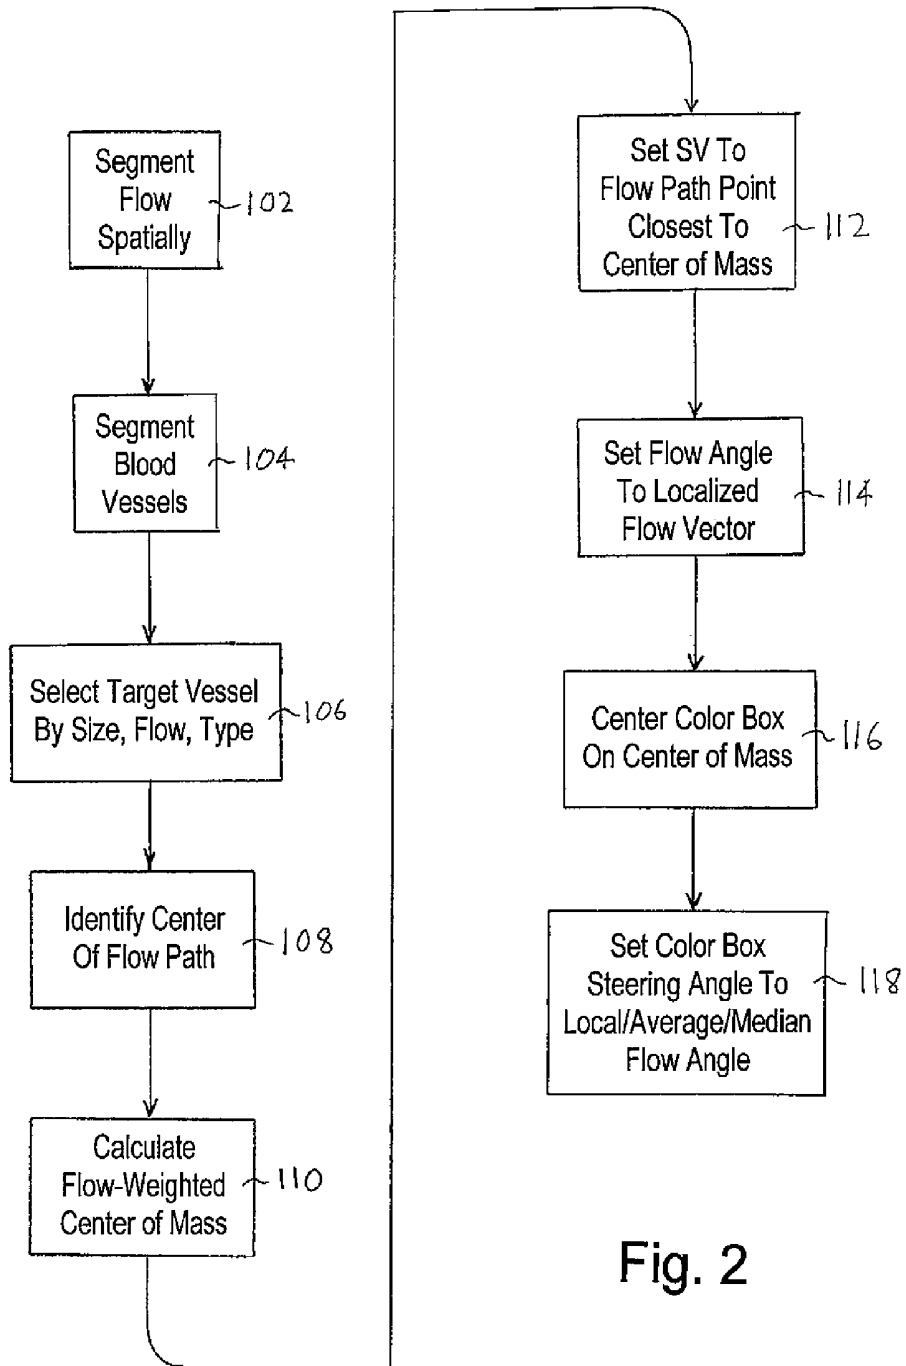 Segment
Flow
Spatially
102
Segment
Blood
Vessels
104
Select Target Vessel
By Size, Flow, Type
106
Identify Center
Of Flow Path
108
Calculate
Flow-Weighted
Center of Mass
110
Set SV To
Flow Path Point
Closest To
Center of Mass
112
Set Flow Angle
To Localized
Flow Vector
114
Center Color Box
On Center of Mass
116
Set Color Box
Steering Angle To
Local/Average/Median
Flow Angle
118
Fig. 2